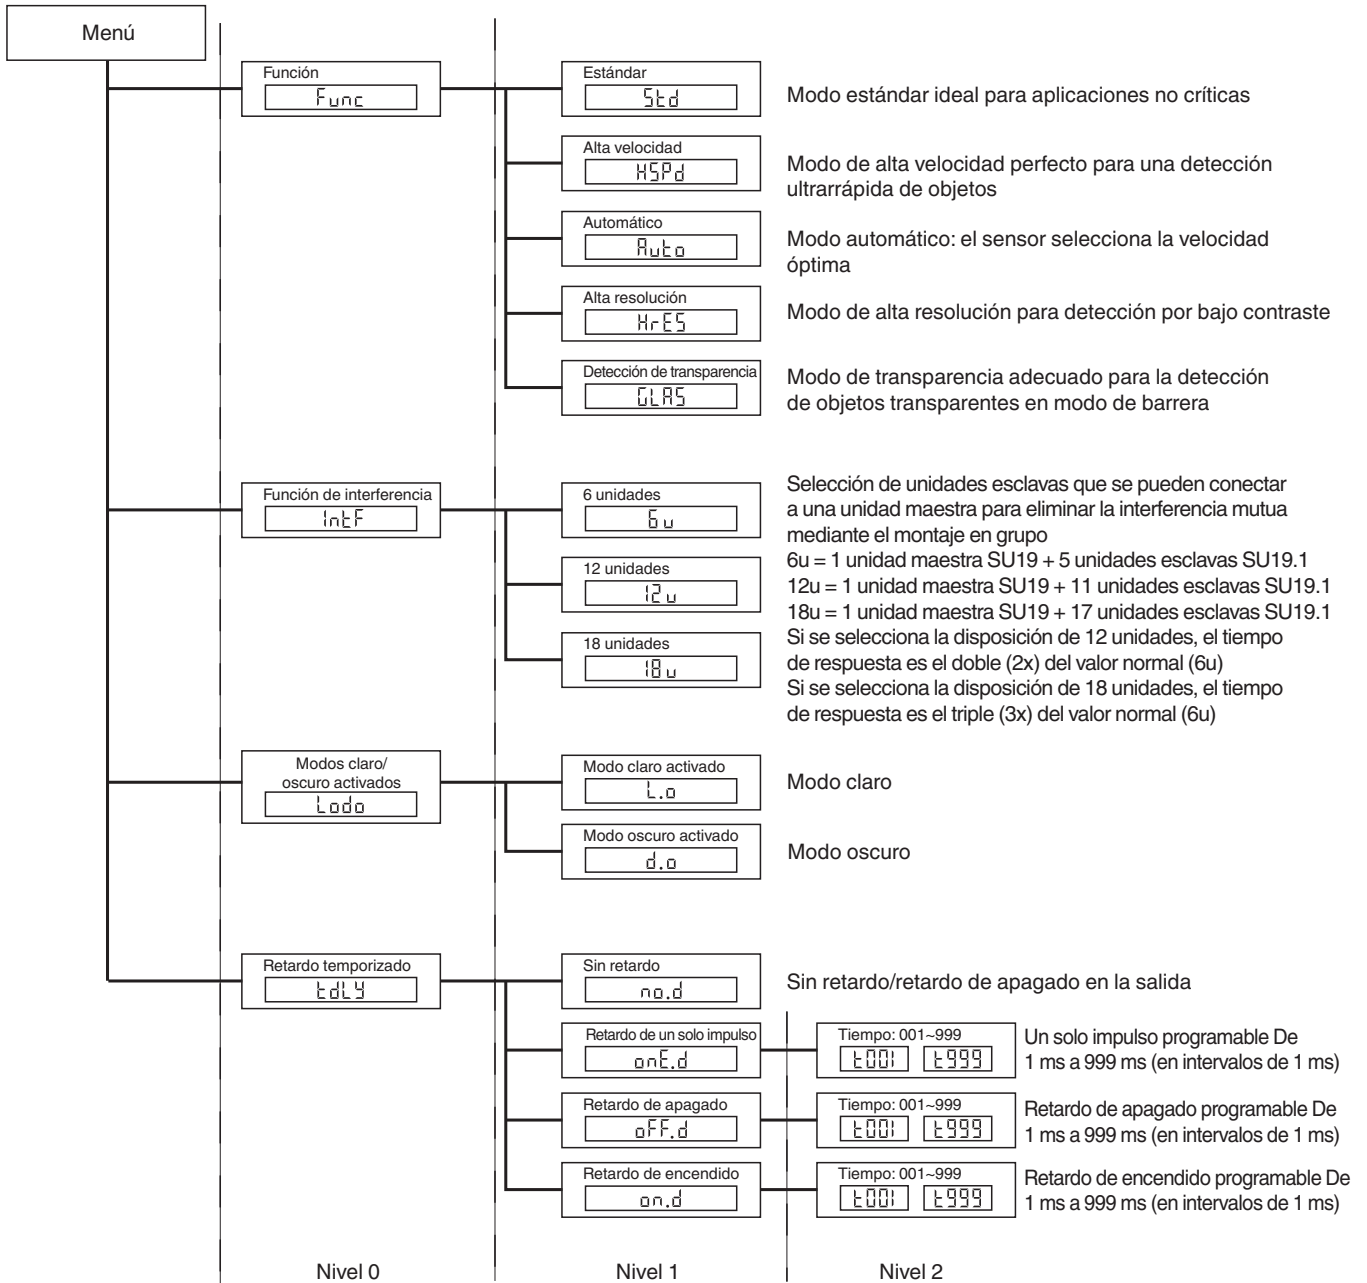 Menú
Función
Func
Estándar
Std
Modo estándar ideal para aplicaciones no críticas
Alta velocidad
HSPd
Modo de alta velocidad perfecto para una detección
ultrarrápida de objetos
Automático
Auto
Modo automático: el sensor selecciona la velocidad
óptima
Alta resolución
HrES
Modo de alta resolución para detección por bajo contraste
Detección de transparencia
GLAS
Modo de transparencia adecuado para la detección
de objetos transparentes en modo de barrera
Función de interferencia
IntF
6 unidades
6u
12 unidades
12u
18 unidades
18u
Selección de unidades esclavas que se pueden conectar
a una unidad maestra para eliminar la interferencia mutua
mediante el montaje en grupo
6u = 1 unidad maestra SU19 + 5 unidades esclavas SU19.1
12u = 1 unidad maestra SU19 + 11 unidades esclavas SU19.1
18u = 1 unidad maestra SU19 + 17 unidades esclavas SU19.1
Si se selecciona la disposición de 12 unidades, el tiempo
de respuesta es el doble (2x) del valor normal (6u)
Si se selecciona la disposición de 18 unidades, el tiempo
de respuesta es el triple (3x) del valor normal (6u)
Modos claro/
oscuro activados
Lodo
Modo claro activado
L.o
Modo claro
Modo oscuro activado
d.o
Modo oscuro
Retardo temporizado
tdLY
Sin retardo
no.d
Sin retardo/retardo de apagado en la salida
Retardo de un solo impulso
onE.d
Tiempo: 001~999
t001 t999
Un solo impulso programable De
1 ms a 999 ms (en intervalos de 1 ms)
Retardo de apagado
oFF.d
Tiempo: 001~999
t001 t999
Retardo de apagado programable De
1 ms a 999 ms (en intervalos de 1 ms)
Retardo de encendido
on.d
Tiempo: 001~999
t001 t999
Retardo de encendido programable De
1 ms a 999 ms (en intervalos de 1 ms)
Nivel 0
Nivel 1
Nivel 2